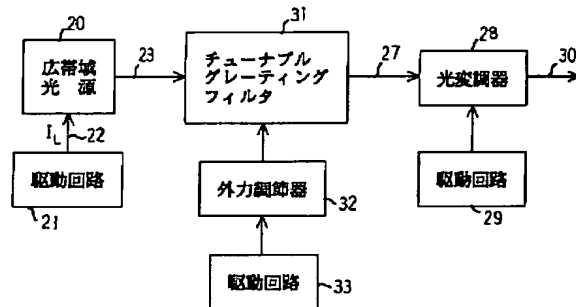 31
20
28
広帯域
光 源
23
チューナブル
グレーティング
フィルタ
27
光変調器
30
I_L
22
駆動回路
21
外力調節器
32
駆動回路
29
駆動回路
33